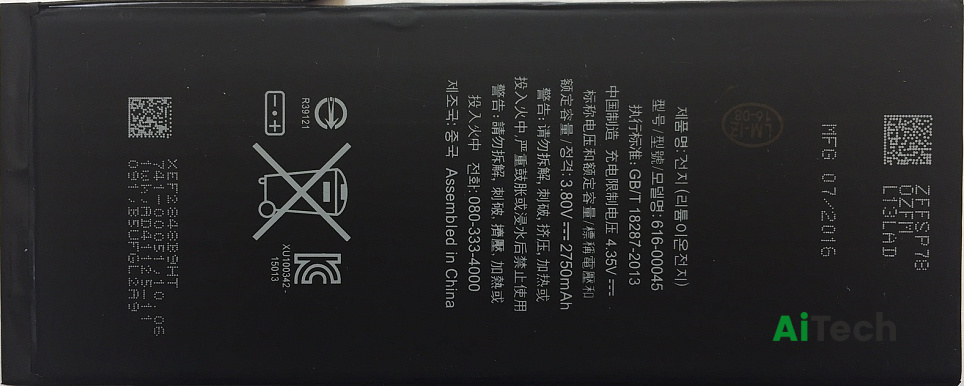 제품명: 전지 (리튬이온전지)
型号/型號/모델명: 616-00045
执行标准: GB/T 18287-2013
中国制造 充电限制电压 4.35V
标称电压和额定容量/標稱電壓和
额定容量/정격: 3.80V 2750mAh
警告: 请勿拆解, 刺破, 挤压, 加热或
投入火中,严重鼓胀或浸水后禁止使用
警告: 請勿拆解, 刺破, 擠壓, 加熱或
投入火中 전화: 080-333-4000
제조국: 중국 Assembled in China
R39121
XU100342-
15013
MFG 07/2016
ZFFSP78
0ZFM
L13LAD
LM-IZ
16-08
741-00051/10.06
AiTech